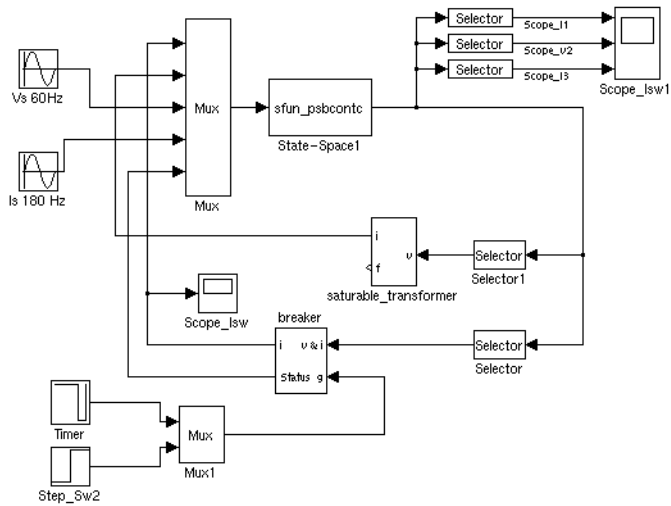 Selector
Scope_I1
Selector
Scope_v2
Selector
Scope_I3
Scope_Isw1
Vs 60Hz
Mux
sfun_psbcontc
State-Space1
Is 180 Hz
Mux
i
f
v
saturable_transformer
Selector
Selector1
Scope_Isw
breaker
i
v & i
Status
g
Selector
Selector
Timer
Mux
Mux1
Step_Sw2